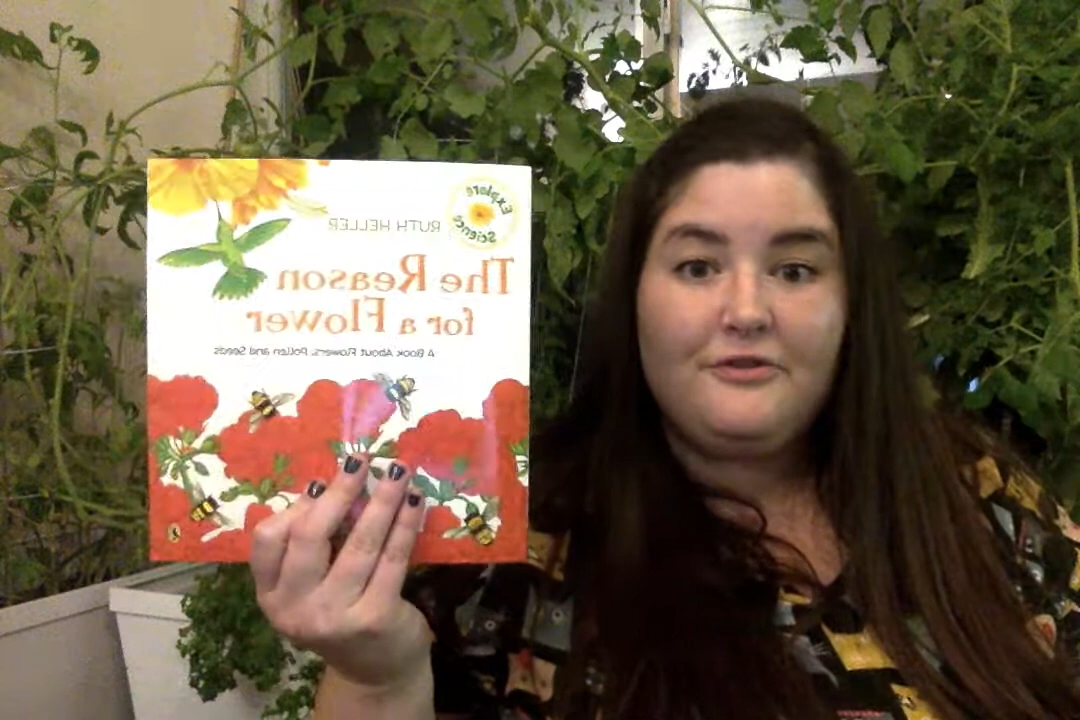 Explore
Science
RUTH HELLER
The Reason
for a Flower
A Book About Flowers, Pollen and Seeds